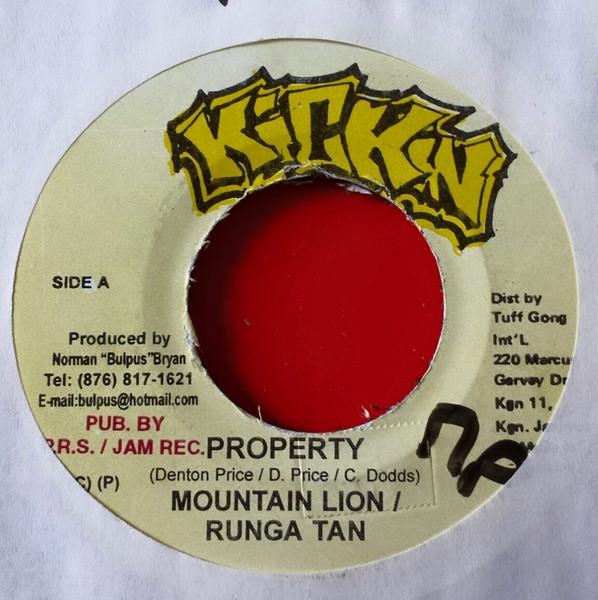 KiCKiN
SIDE A
Produced by
Norman "Bulpus"Bryan
Tel: (876) 817-1621
E-mail:bulpus@hotmail.com
PUB. BY
P.R.S. / JAM REC.
(C) (P)
Dist by
Tuff Gong
Int'L
220 Marcu
Garvey Dr
Kgn 11,
Kgn. Ja
PROPERTY
(Denton Price / D. Price / C. Dodds)
MOUNTAIN LION /
RUNGA TAN